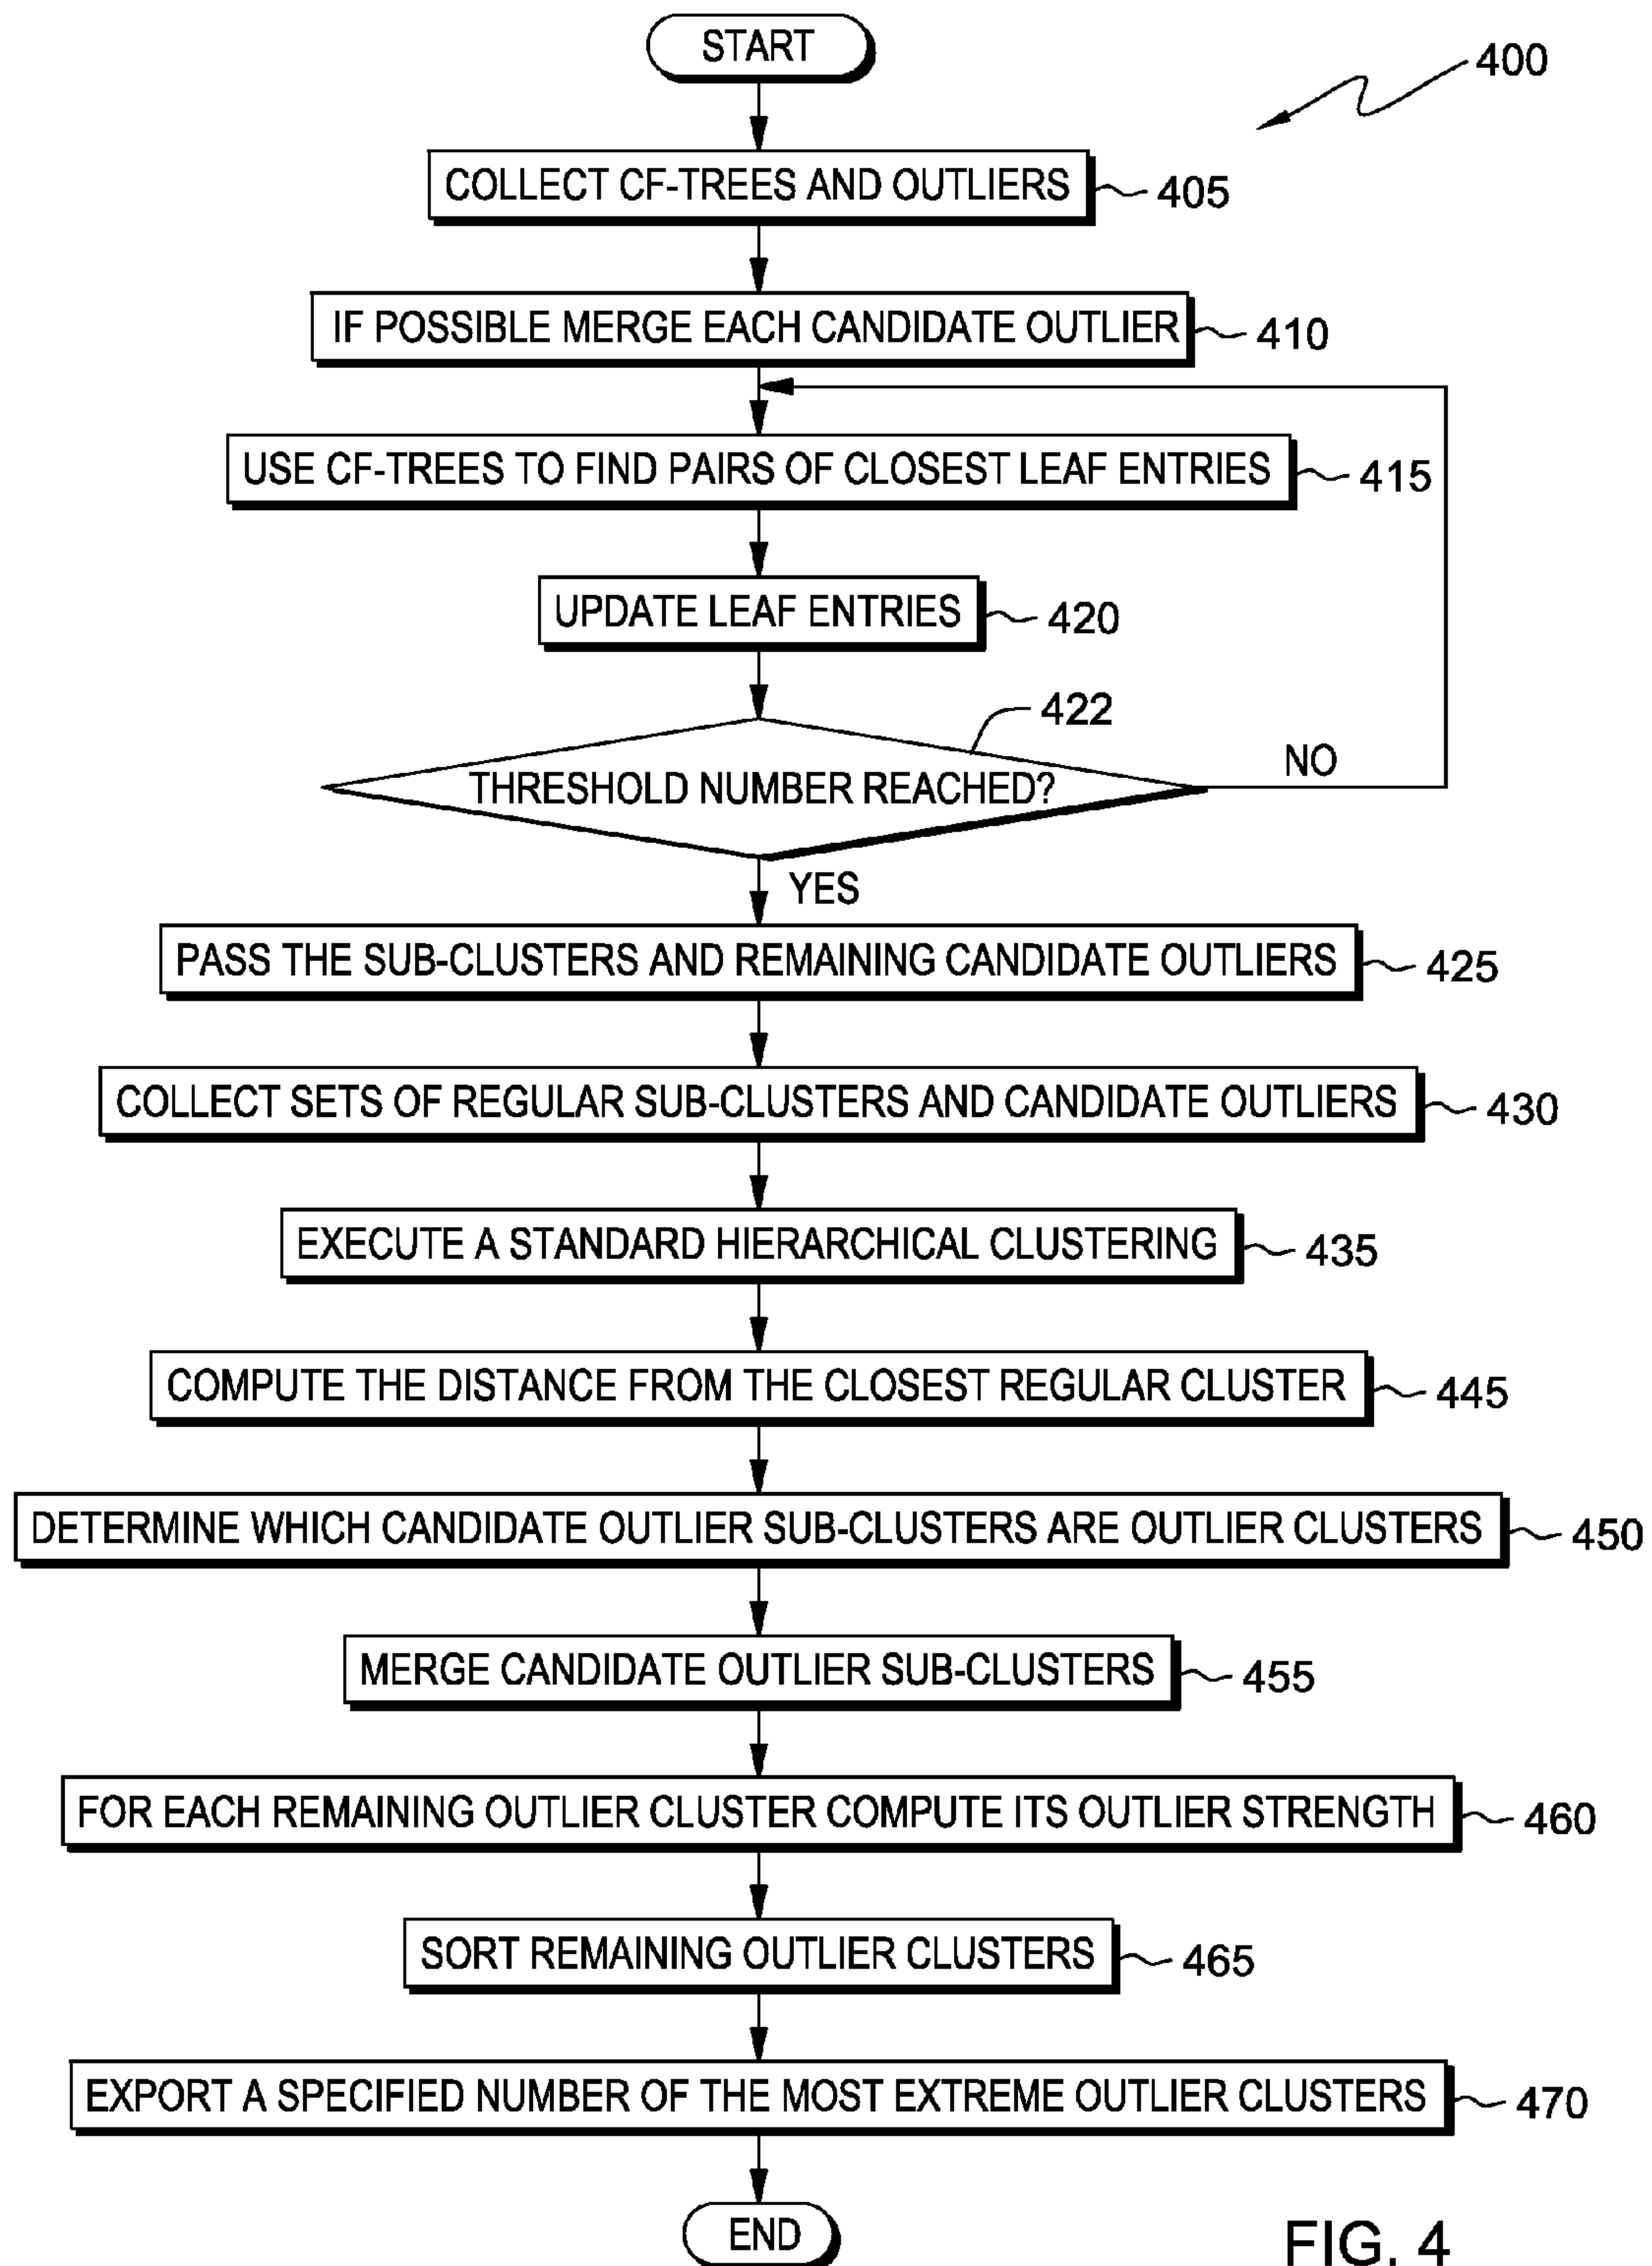 START
400
COLLECT CF-TREES AND OUTLIERS
405
IF POSSIBLE MERGE EACH CANDIDATE OUTLIER
410
USE CF-TREES TO FIND PAIRS OF CLOSEST LEAF ENTRIES
415
UPDATE LEAF ENTRIES
420
422
THRESHOLD NUMBER REACHED?
NO
YES
PASS THE SUB-CLUSTERS AND REMAINING CANDIDATE OUTLIERS
425
COLLECT SETS OF REGULAR SUB-CLUSTERS AND CANDIDATE OUTLIERS
430
EXECUTE A STANDARD HIERARCHICAL CLUSTERING
435
COMPUTE THE DISTANCE FROM THE CLOSEST REGULAR CLUSTER
445
DETERMINE WHICH CANDIDATE OUTLIER SUB-CLUSTERS ARE OUTLIER CLUSTERS
450
MERGE CANDIDATE OUTLIER SUB-CLUSTERS
455
FOR EACH REMAINING OUTLIER CLUSTER COMPUTE ITS OUTLIER STRENGTH
460
SORT REMAINING OUTLIER CLUSTERS
465
EXPORT A SPECIFIED NUMBER OF THE MOST EXTREME OUTLIER CLUSTERS
470
END
FIG. 4